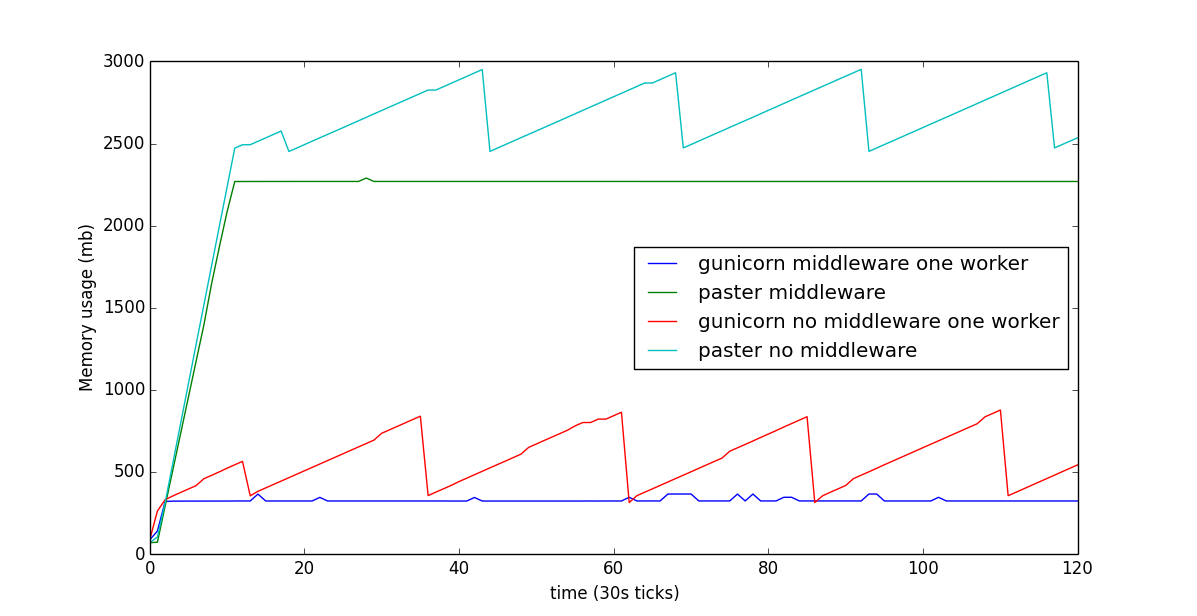 3000
2500
2000
1500
1000
500
0
Memory usage (mb)
gunicorn middleware one worker
paster middleware
gunicorn no middleware one worker
paster no middleware
0 20 40 60 80 100 120
time (30s ticks)